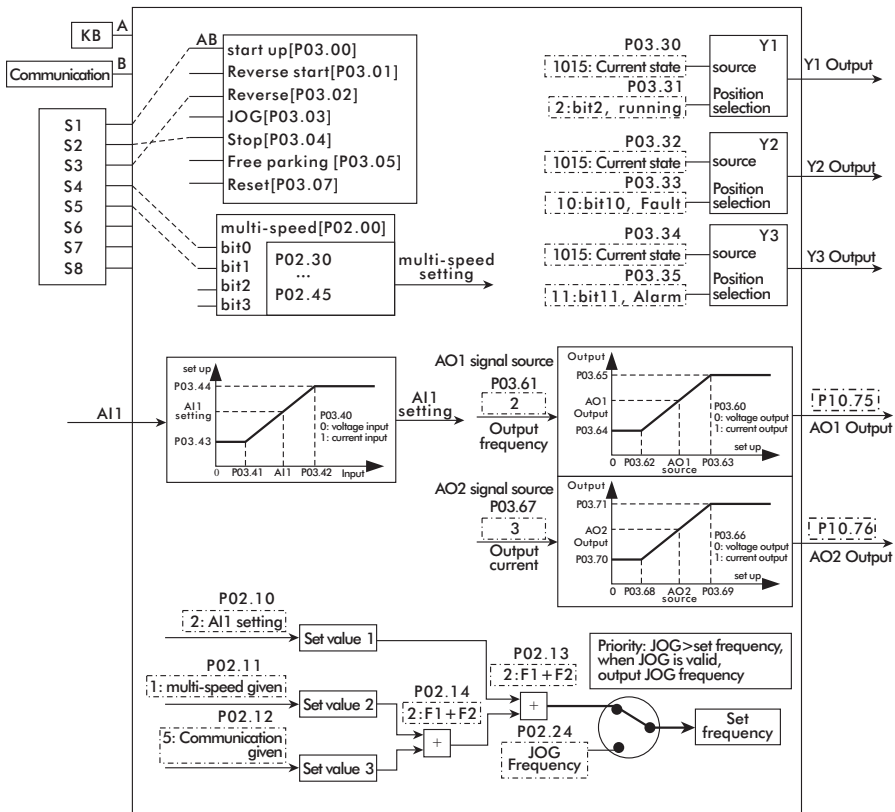 KB
A
Communication
B
S1
S2
S3
S4
S5
S6
S7
S8
AB
start up[P03.00]
Reverse start[P03.01]
Reverse[P03.02]
JOG[P03.03]
Stop[P03.04]
Free parking [P03.05]
Reset[P03.07]
multi-speed[P02.00]
bit0
bit1
bit2
bit3
P02.30
...
P02.45
multi-speed
setting
P03.30
1015: Current state
P03.31
2:bit2, running
Y1
source
Position
selection
Y1 Output
P03.32
1015: Current state
P03.33
10:bit10, Fault
Y2
source
Position
selection
Y2 Output
P03.34
1015: Current state
P03.35
11:bit11, Alarm
Y3
source
Position
selection
Y3 Output
AI1
set up
P03.44
AI1
setting
P03.43
P03.40
0: voltage input
1: current input
0 P03.41 AI1 P03.42 Input
AI1
setting
AO1 signal source
P03.61
2
Output
frequency
Output
P03.65
AO1
Output
P03.64
P03.60
0: voltage output
1: current output
set up
0 P03.62 AO1 P03.63
source
P10.75
AO1 Output
AO2 signal source
P03.67
3
Output
current
Output
P03.71
AO2
Output
P03.70
P03.66
0: voltage output
1: current output
set up
0 P03.68 AO2 P03.69
source
P10.76
AO2 Output
P02.10
2: AI1 setting
Set value 1
P02.11
1: multi-speed given
Set value 2
P02.12
5: Communication
given
Set value 3
P02.14
2:F1+F2
+
P02.13
2:F1+F2
+
Priority: JOG>set frequency,
when JOG is valid,
output JOG frequency
P02.24
JOG
Frequency
Set
frequency